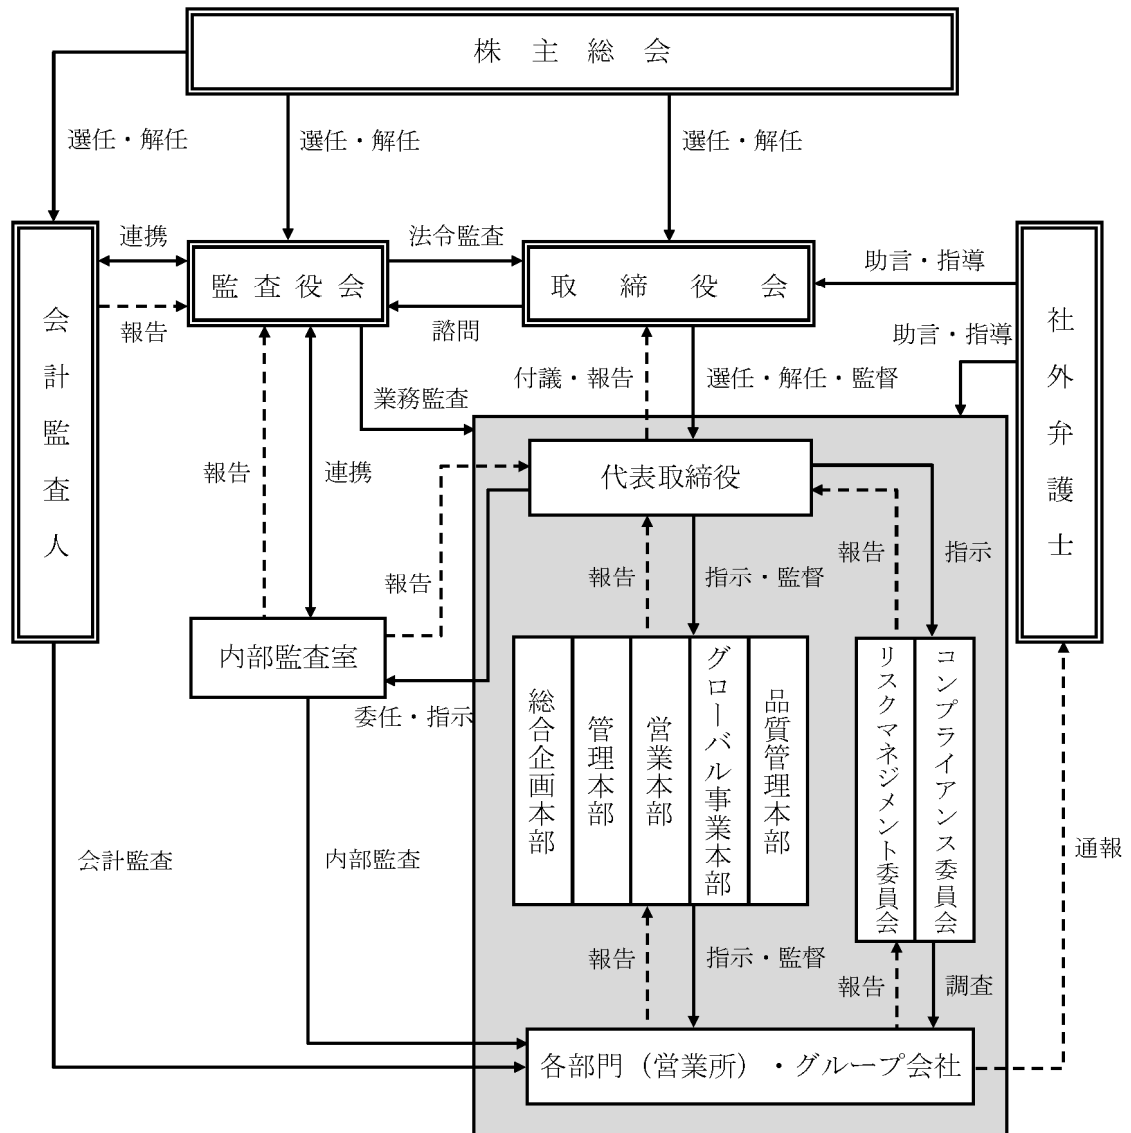 株主総会
選任・解任
選任・解任
選任・解任
連携
法令監査
助言・指導
監査役会
取締役会
会計監査人
社外弁護士
報告
諮問
助言・指導
付議・報告
選任・解任・監督
業務監査
報告
連携
代表取締役
報告
報告
指示・監督
報告
指示
内部監査室
委任・指示
総合企画本部
管理本部
営業本部
グローバル事業本部
品質管理本部
リスクマネジメント委員会
コンプライアンス委員会
会計監査
内部監査
通報
報告
指示・監督
報告
調査
各部門（営業所）・グループ会社